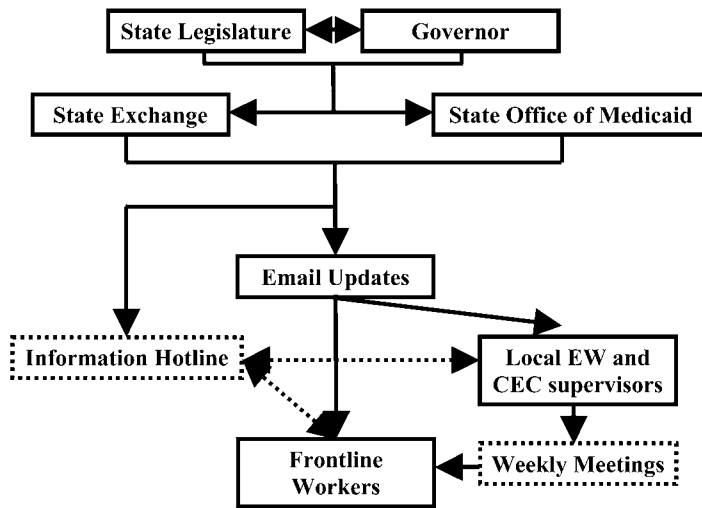 State Legislature
Governor
State Exchange
State Office of Medicaid
Email Updates
Information Hotline
Local EW and
CEC supervisors
Frontline
Workers
Weekly Meetings